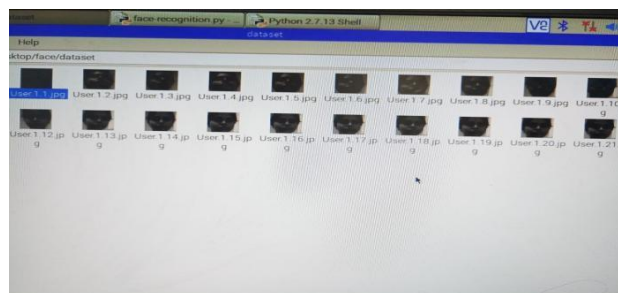 face-recognition.py - ... Python 2.7.13 Shell
dataset
Help
ktop/face/dataset
User.1.1.jpg User.1.2.jpg User.1.3.jpg User.1.4.jpg User.1.5.jpg User.1.6.jpg User.1.7.jpg User.1.8.jpg User.1.9.jpg User.1.10
g
User.1.12.jp User.1.13.jp User.1.14.jp User.1.15.jp User.1.16.jp User.1.17.jp User.1.18.jp User.1.19.jp User.1.20.jp User.1.21
g g g g g g g g g g